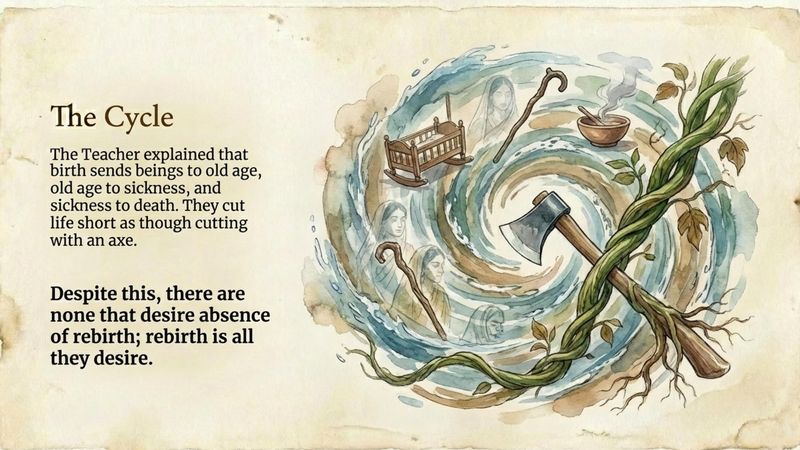 The Cycle
The Teacher explained that
birth sends beings to old age,
old age to sickness, and
sickness to death. They cut
life short as though cutting
with an axe.
Despite this, there are
none that desire absence
of rebirth; rebirth is all
they desire.